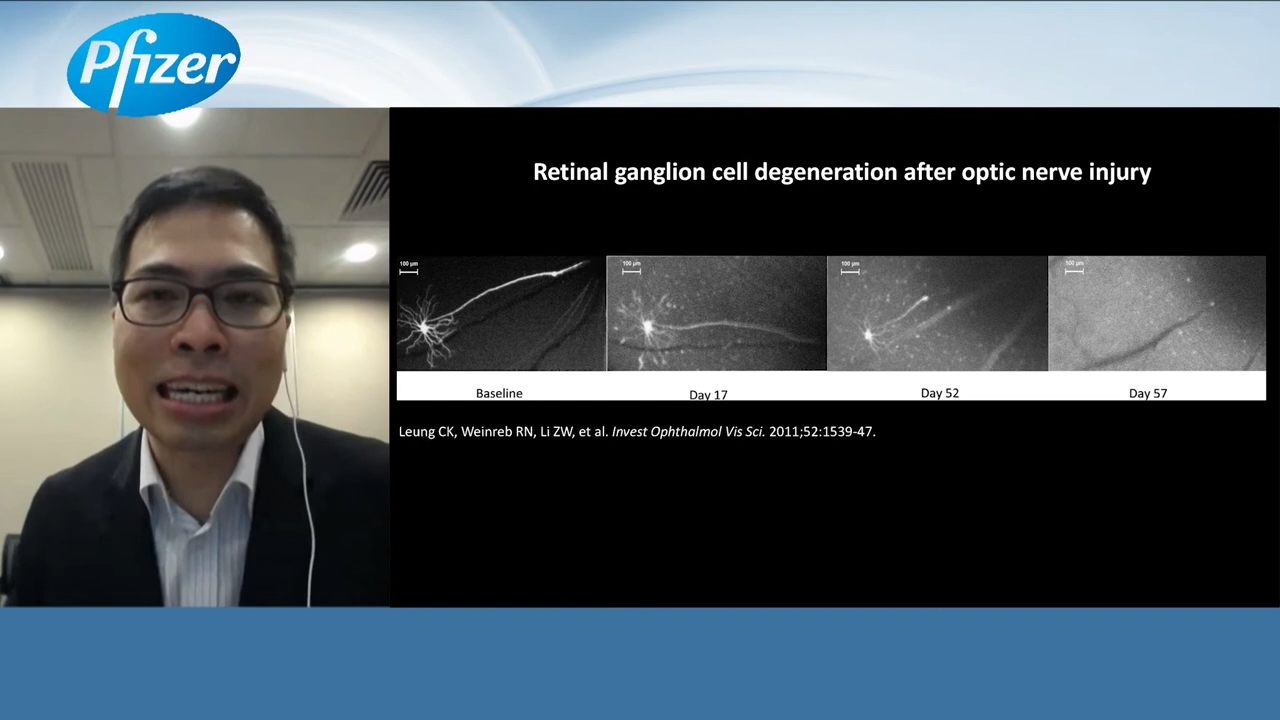 Pfizer
Retinal ganglion cell degeneration after optic nerve injury
100 µm
100 µm
100 µm
100 µm
Baseline
Day 17
Day 52
Day 57
Leung CK, Weinreb RN, Li ZW, et al. Invest Ophthalmol Vis Sci. 2011;52:1539-47.